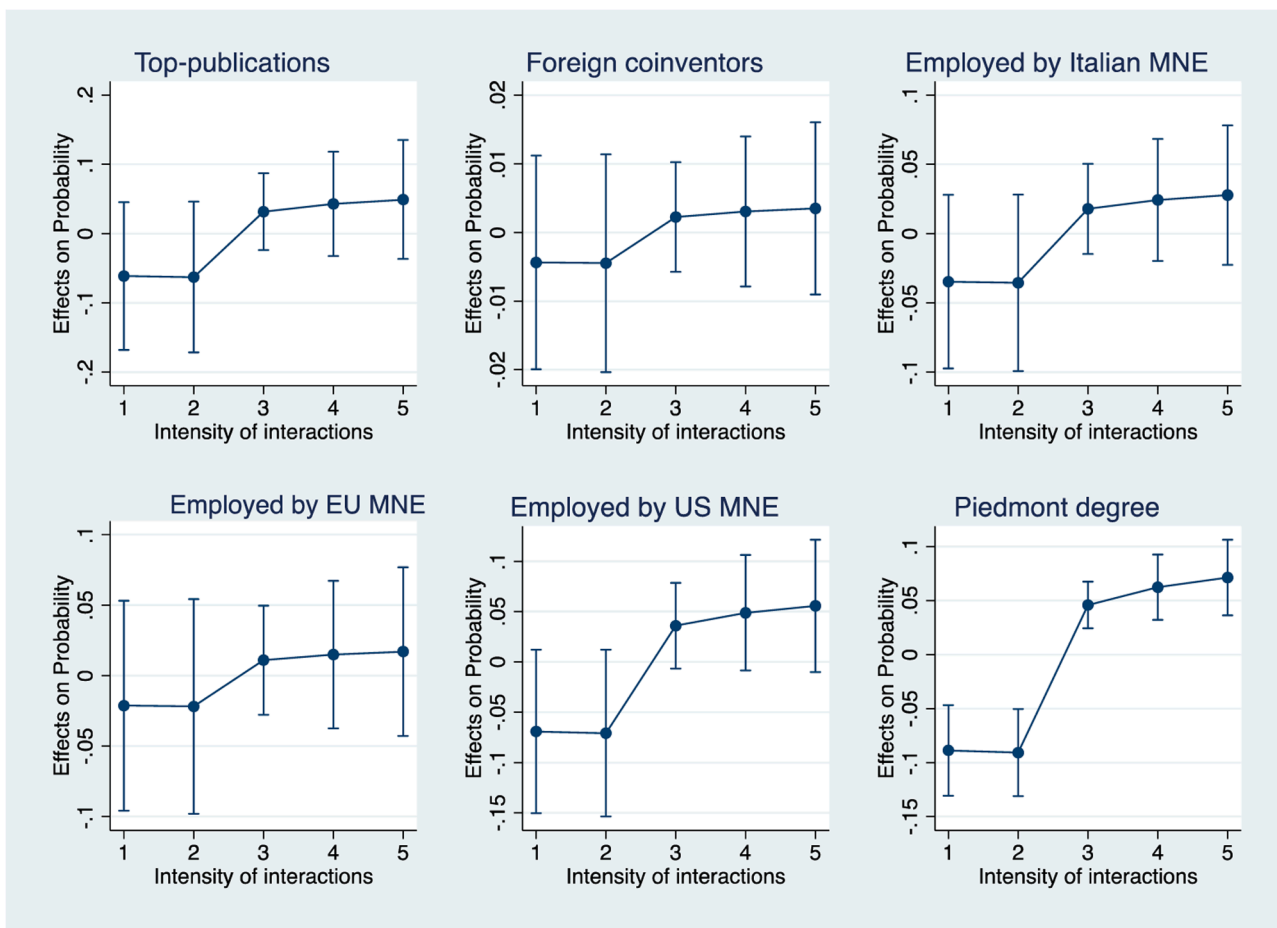 Top-publications
Effects on Probability
.2
.1
0
-.1
-.2
1 2 3 4 5
Intensity of interactions
Foreign coinventors
Effects on Probability
.02
.01
0
-.01
-.02
1 2 3 4 5
Intensity of interactions
Employed by Italian MNE
Effects on Probability
.1
.05
0
-.05
-.1
1 2 3 4 5
Intensity of interactions
Employed by EU MNE
Effects on Probability
.1
.05
0
-.05
-.1
1 2 3 4 5
Intensity of interactions
Employed by US MNE
Effects on Probability
.1
.05
0
-.05
-.1
-.15
1 2 3 4 5
Intensity of interactions
Piedmont degree
Effects on Probability
.1
.05
0
-.05
-.1
-.15
1 2 3 4 5
Intensity of interactions